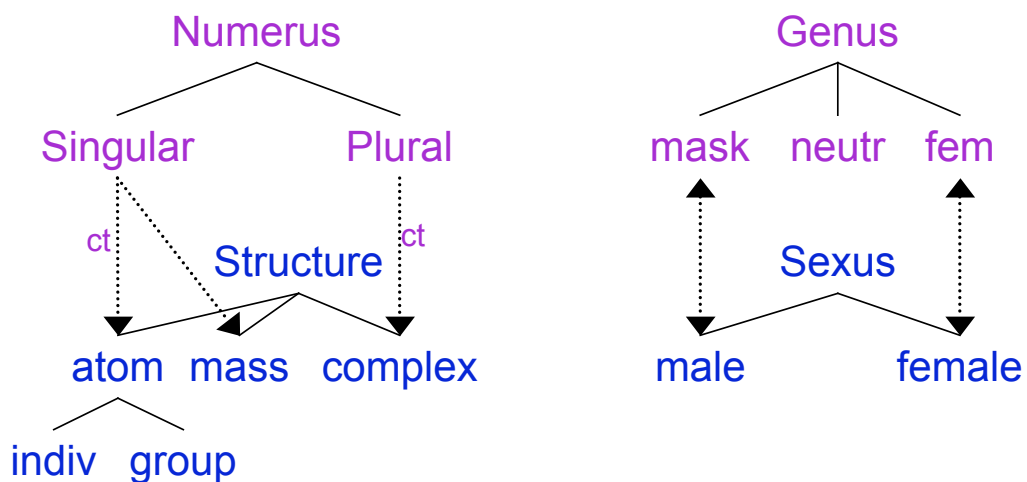 Numerus Genus
Singular Plural mask neutr fem
ct ct
Structure Sexus
atom mass complex male female
indiv group